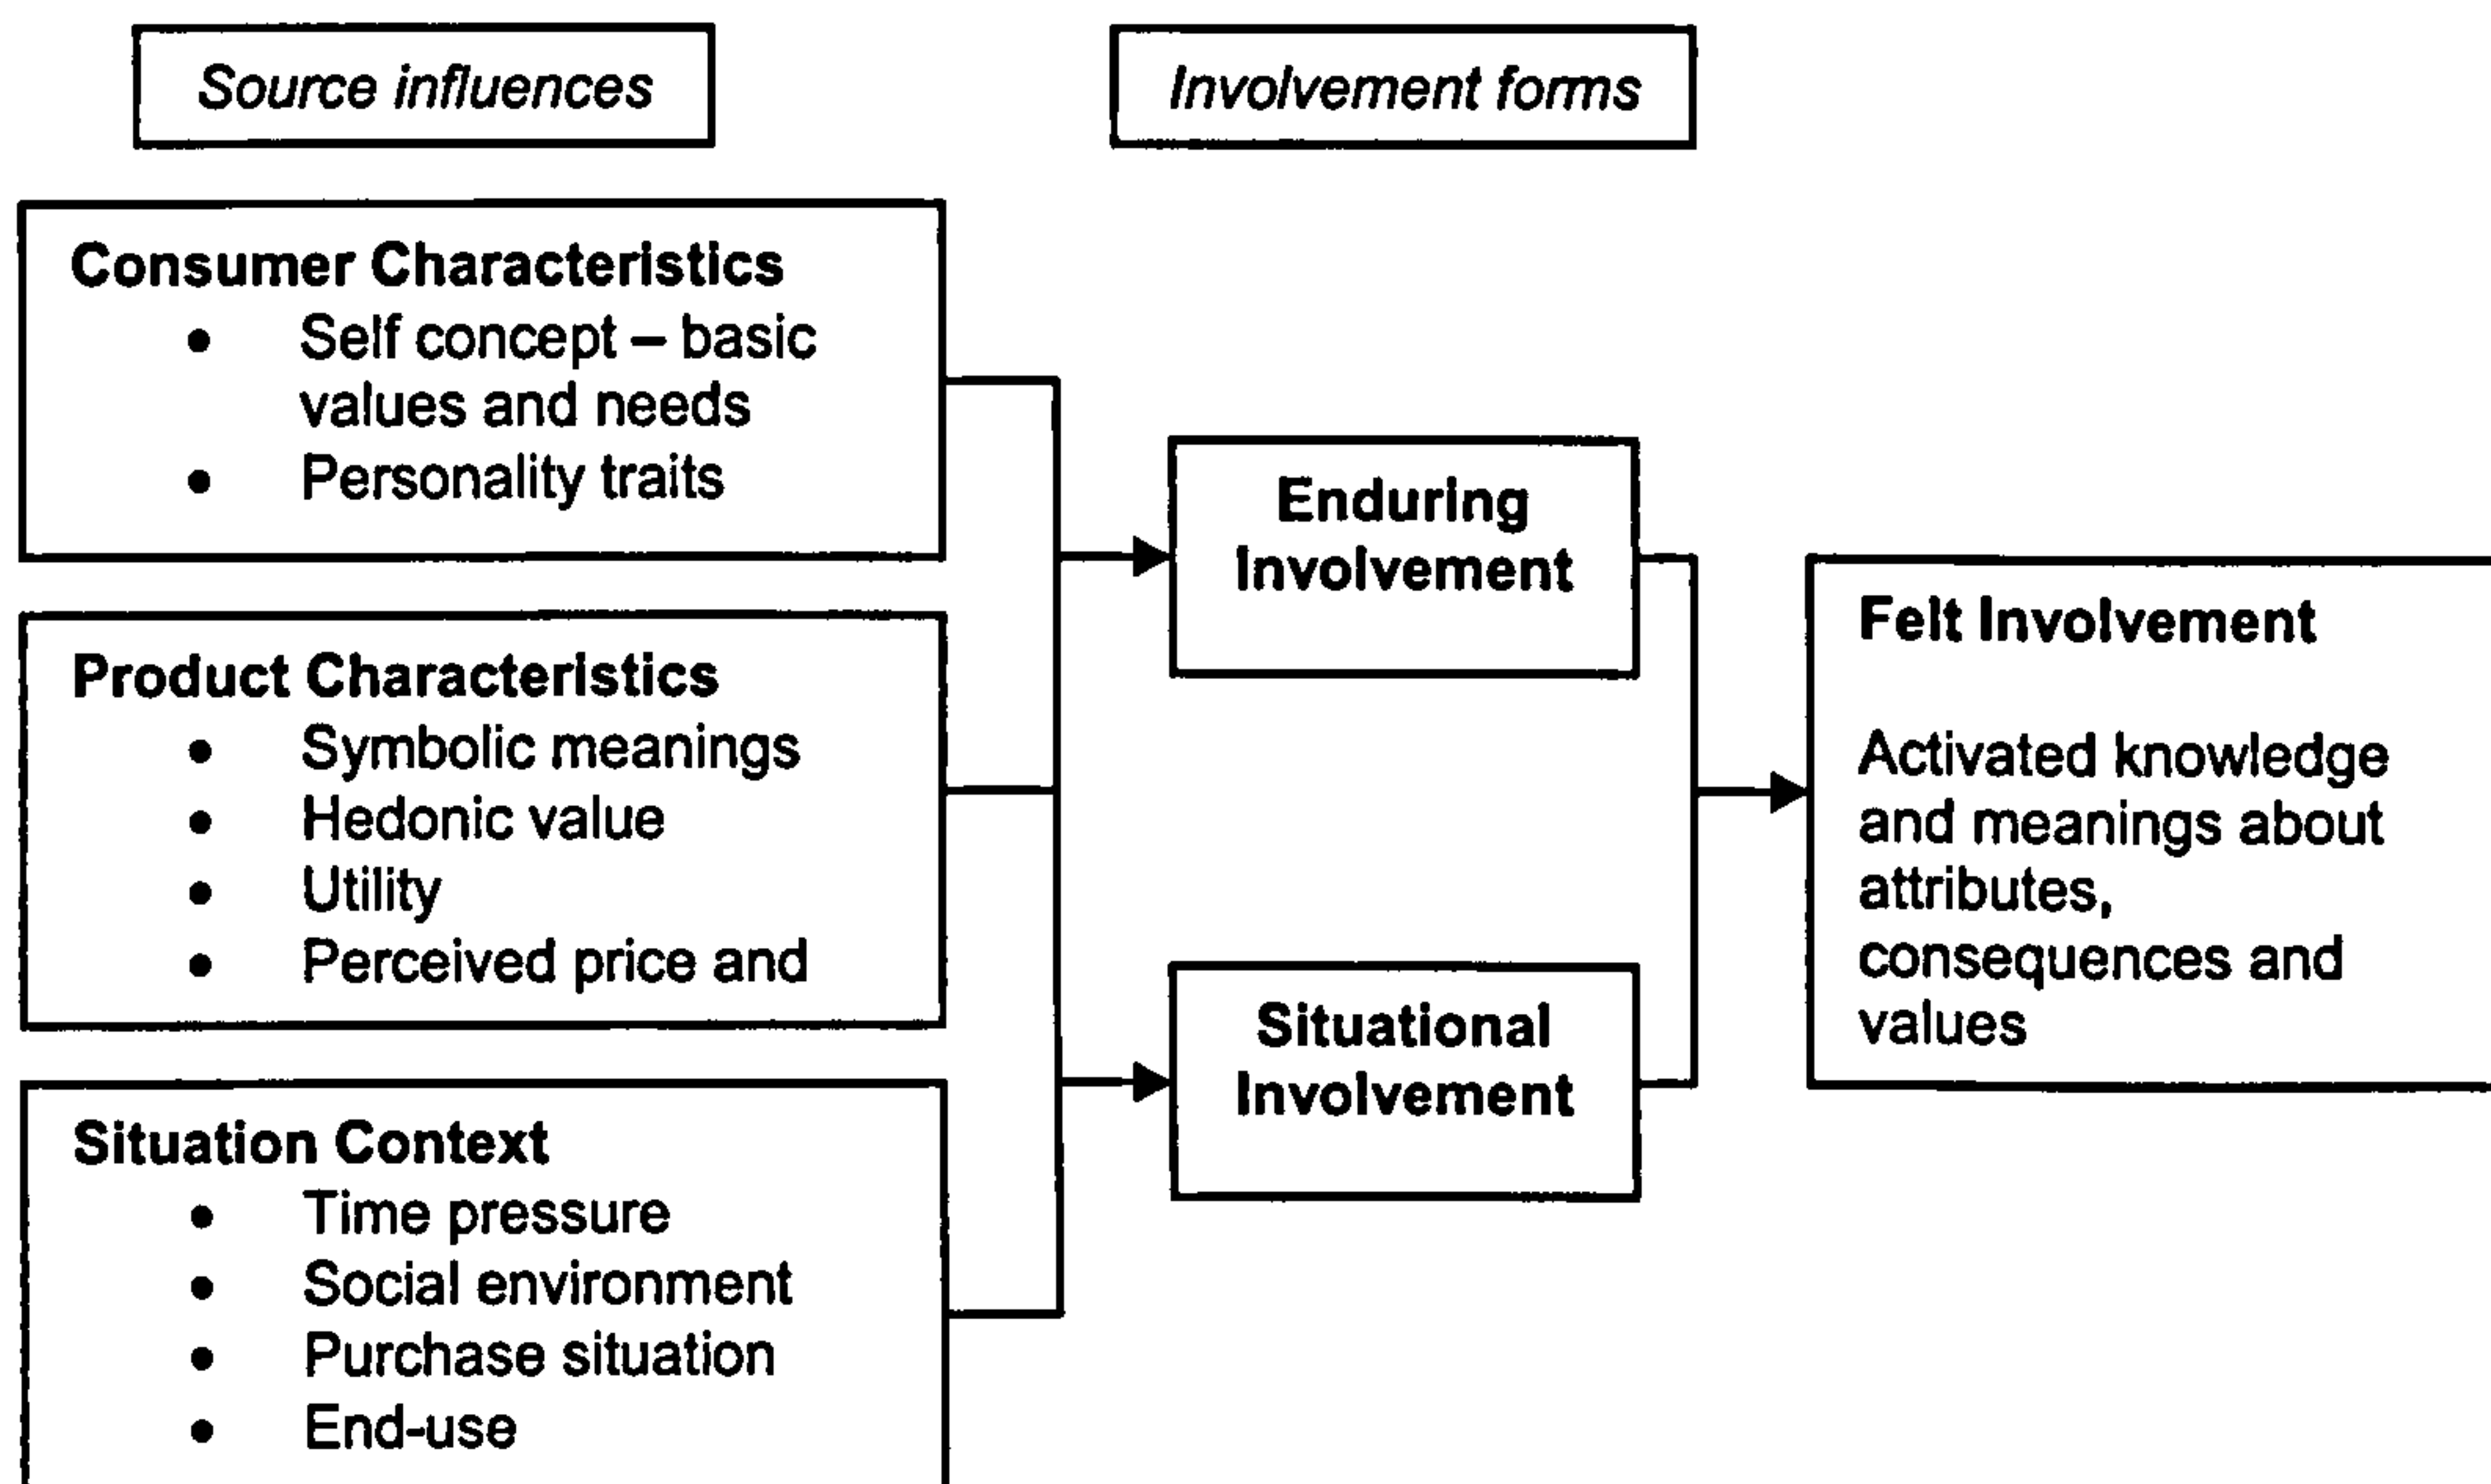 Source influences
Involvement forms
Consumer Characteristics
• Self concept – basic
values and needs
• Personality traits
Product Characteristics
• Symbolic meanings
• Hedonic value
• Utility
• Perceived price and
Situation Context
• Time pressure
• Social environment
• Purchase situation
• End-use
Enduring
Involvement
Situational
Involvement
Felt Involvement
Activated knowledge
and meanings about
attributes,
consequences and
values